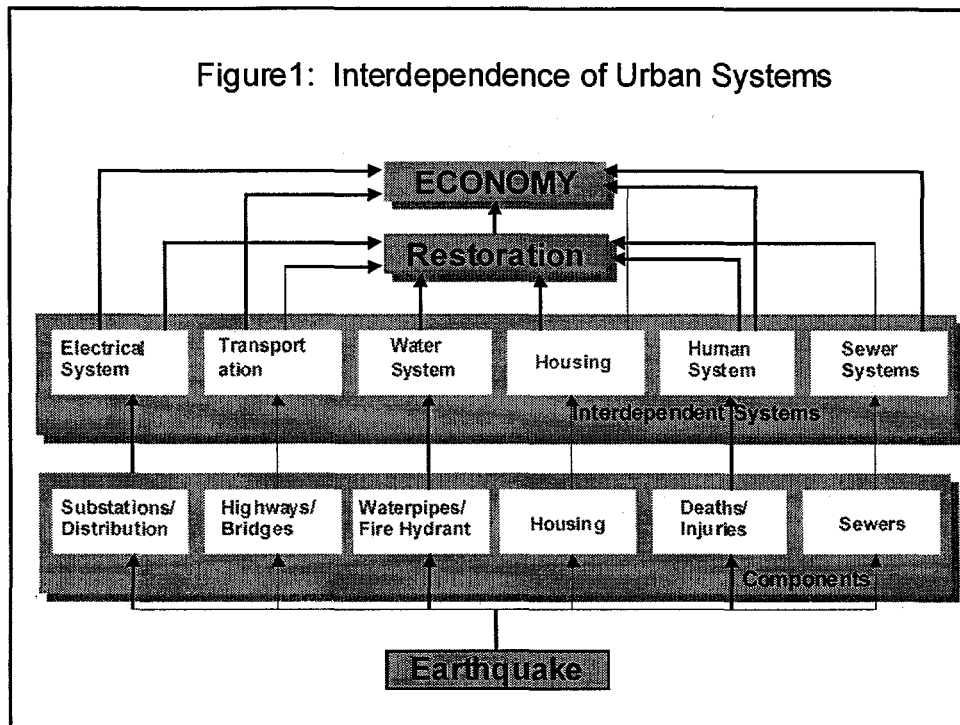 Figure1: Interdependence of Urban Systems
ECONOMY
Restoration
Electrical
System
Transport
ation
Water
System
Housing
Human
System
Sewer
Systems
Interdependent Systems
Substations/
Distribution
Highways/
Bridges
Waterpipes/
Fire Hydrant
Housing
Deaths/
Injuries
Sewers
Components
Earthquake